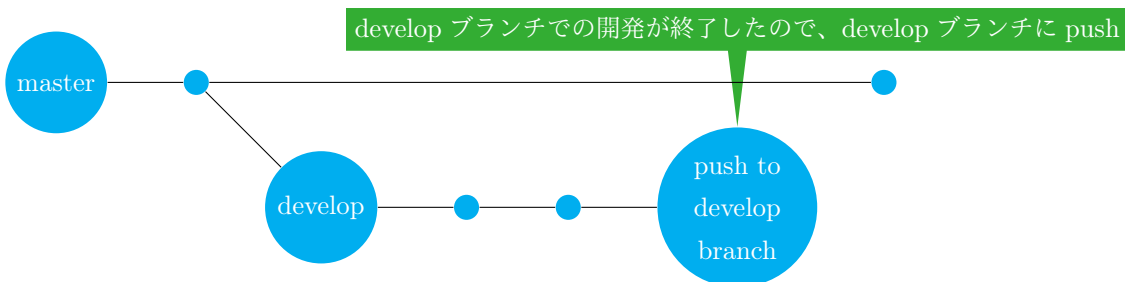 develop ブランチでの開発が終了したので、develop ブランチに push
master
develop
push to
develop
branch